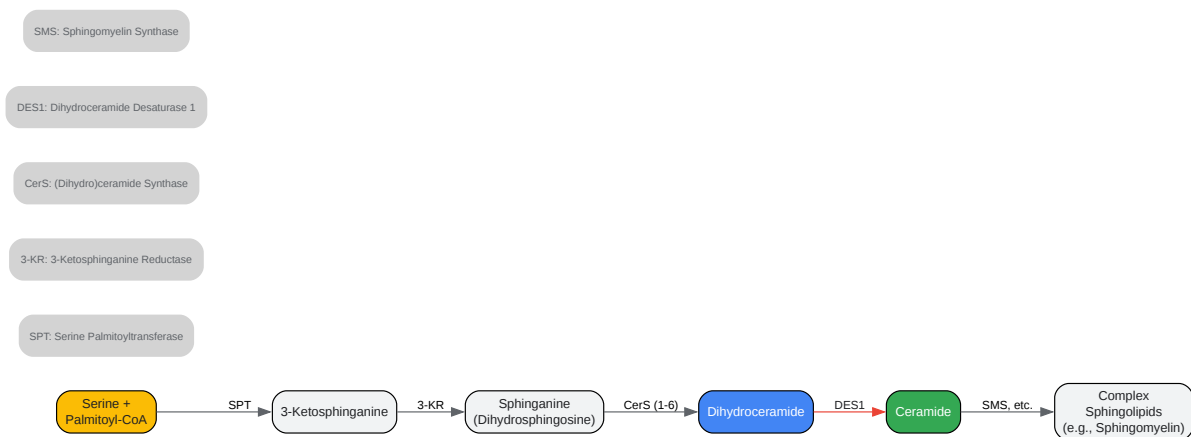 SMS: Sphingomyelin Synthase
DES1: Dihydroceramide Desaturase 1
CerS: (Dihydro)ceramide Synthase
3-KR: 3-Ketosphinganine Reductase
SPT: Serine Palmitoyltransferase
Serine +
Palmitoyl-CoA
SPT
3-Ketosphinganine
3-KR
Sphinganine
(Dihydrosphingosine)
CerS (1-6)
Dihydroceramide
DES1
Ceramide
SMS, etc.
Complex
Sphingolipids
(e.g., Sphingomyelin)